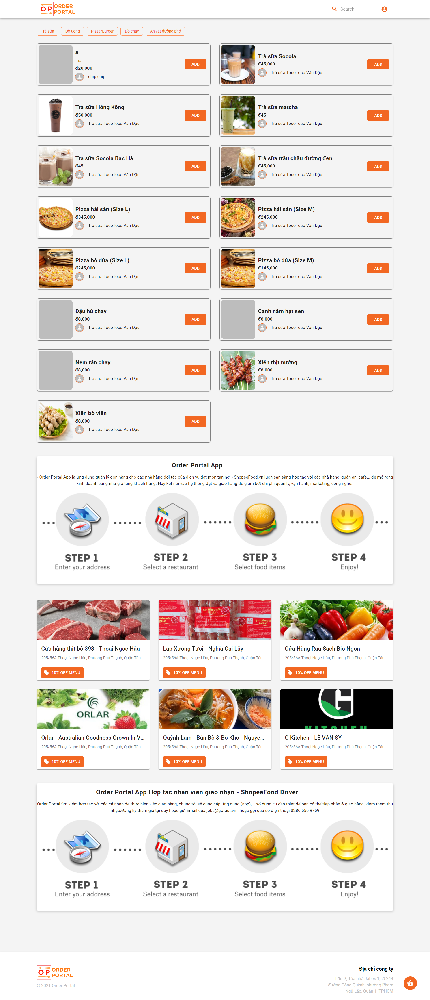 OP ORDER PORTAL
Search
Trà sữa
Đồ uống
Pizza/Burger
Đồ chay
Ăn vặt đường phố
a
trial
đ20,000
chip chip
ADD
Trà sữa Socola
đ45,000
Trà sữa TocoToco Văn Đậu
ADD
Trà sữa Hồng Kông
đ50,000
Trà sữa TocoToco Văn Đậu
ADD
Trà sữa matcha
đ45
Trà sữa TocoToco Văn Đậu
ADD
Trà sữa Socola Bạc Hà
đ45
Trà sữa TocoToco Văn Đậu
ADD
Trà sữa trâu châu đường đen
đ45,000
Trà sữa TocoToco Văn Đậu
ADD
Pizza hải sản (Size L)
đ345,000
Trà sữa TocoToco Văn Đậu
ADD
Pizza hải sản (Size M)
đ245,000
Trà sữa TocoToco Văn Đậu
ADD
Pizza bò dứa (Size L)
đ245,000
Trà sữa TocoToco Văn Đậu
ADD
Pizza bò dứa (Size M)
đ145,000
Trà sữa TocoToco Văn Đậu
ADD
Đậu hủ chay
đ8,000
Trà sữa TocoToco Văn Đậu
ADD
Canh nấm hạt sen
đ8,000
Trà sữa TocoToco Văn Đậu
ADD
Nem rán chay
đ8,000
Trà sữa TocoToco Văn Đậu
ADD
Xiên thịt nướng
đ8,000
Trà sữa TocoToco Văn Đậu
ADD
Xiên bò viên
đ8,000
Trà sữa TocoToco Văn Đậu
ADD
Order Portal App
- Order Portal App là ứng dụng quản lý đơn hàng cho các nhà hàng đối tác của dịch vụ đặt món tận nơi.- ShopeeFood.vn luôn sẵn sàng hợp tác với các nhà hàng, quán ăn, cafe... để mở rộng
kinh doanh cũng như gia tăng khách hàng. Hãy kết nối vào hệ thống đặt và giao hàng để giảm bớt chi phí quản lý, vận hành, marketing, công nghệ..
STEP 1
Enter your address
STEP 2
Select a restaurant
STEP 3
Select food items
STEP 4
Enjoy!
LẠP XƯỞNG TƯƠI
CAI LẬY
LẠP XƯỞNG TƯƠI
CAI LẬY
Cửa hàng thịt bò 393 - Thoại Ngọc Hầu
205/56A Thoại Ngọc Hầu, Phường Phú Thạnh, Quận Tân ...
10% OFF MENU
Lạp Xưởng Tươi - Nghĩa Cai Lậy
205/56A Thoại Ngọc Hầu, Phường Phú Thạnh, Quận Tân ...
10% OFF MENU
Cửa Hàng Rau Sạch Bio Ngon
205/56A Thoại Ngọc Hầu, Phường Phú Thạnh, Quận Tân ...
10% OFF MENU
ORLAR
G
KITCHEN
Orlar - Australian Goodness Grown In V...
205/56A Thoại Ngọc Hầu, Phường Phú Thạnh, Quận Tân ...
10% OFF MENU
Quỳnh Lam - Bún Bò & Bò Kho - Nguyễ...
205/56A Thoại Ngọc Hầu, Phường Phú Thạnh, Quận Tân ...
10% OFF MENU
G Kitchen - LÊ VĂN SỸ
205/56A Thoại Ngọc Hầu, Phường Phú Thạnh, Quận Tân ...
10% OFF MENU
Order Portal App Hợp tác nhân viên giao nhận - ShopeeFood Driver
Order Portal tìm kiếm hợp tác với các cá nhân để thực hiện việc giao hàng, chúng tôi sẽ cung cấp ứng dụng (app), 1 số dụng cụ cần thiết để bạn có thể tiếp nhận & giao hàng, kiếm thêm thu
nhập.Đăng ký tham gia tại đây hoặc gửi Email qua jobs@gofast.vn - hoặc gọi qua số điện thoại 0286 656 9769
STEP 1
Enter your address
STEP 2
Select a restaurant
STEP 3
Select food items
STEP 4
Enjoy!
OP ORDER PORTAL
© 2021 Order Portal
Địa chỉ công ty
Lầu G, Tòa nhà Jabes 1,số 244
đường Cống Quỳnh, phường Phạm
Ngũ Lão, Quận 1, TPHCM